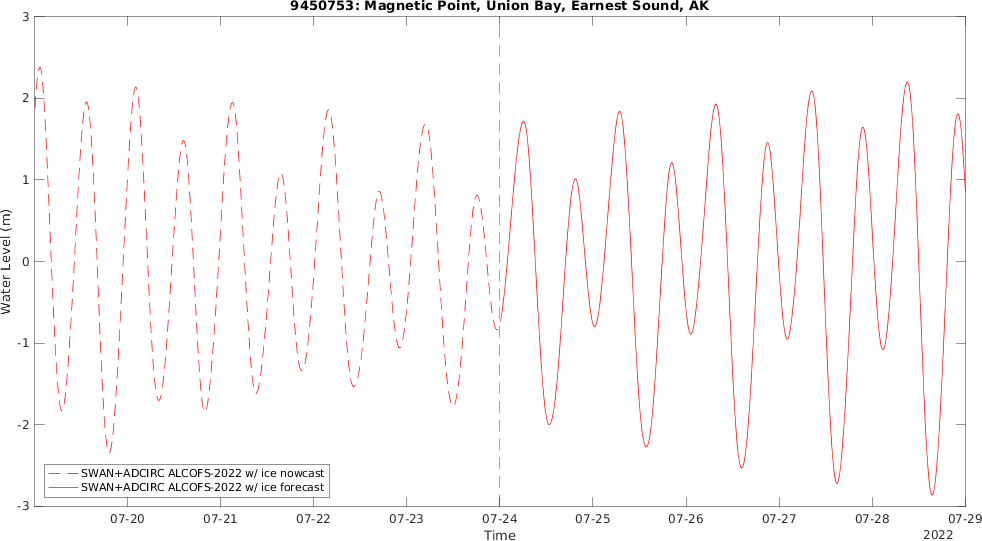 9450753: Magnetic Point, Union Bay, Earnest Sound, AK
3
2
1
0
-1
-2
-3
Water Level (m)
SWAN+ADCIRC ALCOFS-2022 w/ ice nowcast
SWAN+ADCIRC ALCOFS-2022 w/ ice forecast
07-20 07-21 07-22 07-23 07-24 07-25 07-26 07-27 07-28 07-29
Time
2022